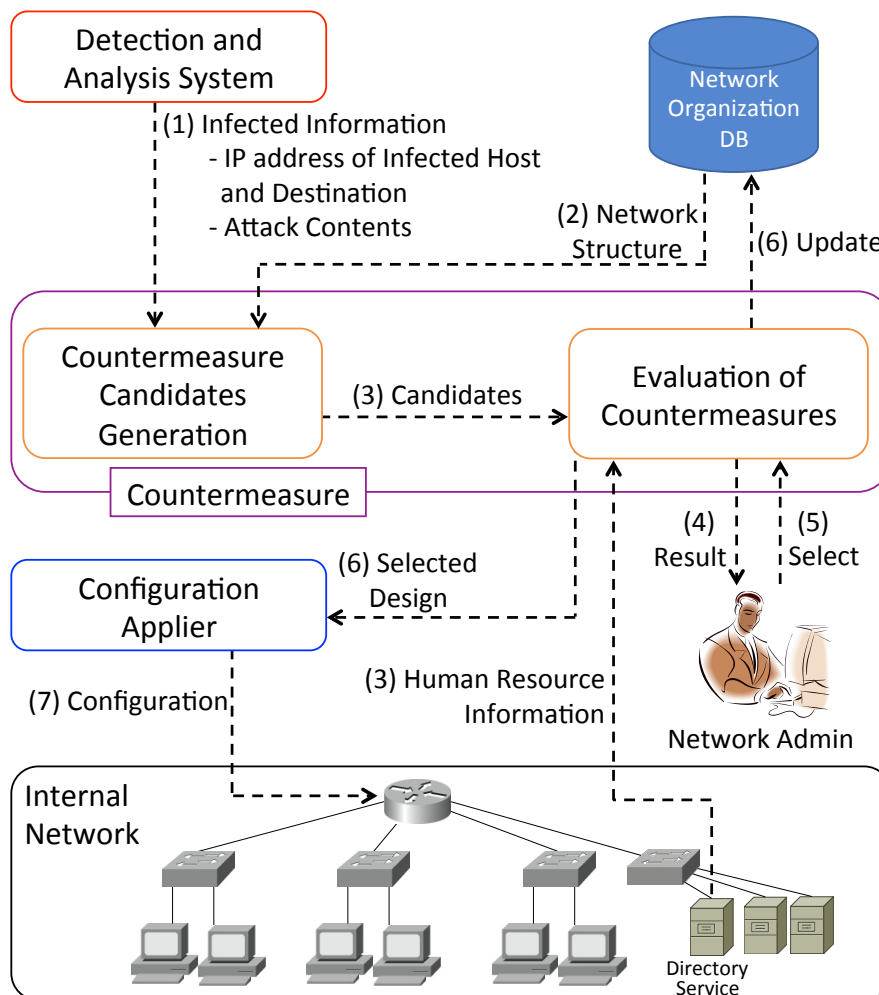 Detection and
Analysis System
Network
Organization
DB
(1) Infected Information
- IP address of Infected Host
and Destination
- Attack Contents
(2) Network
Structure
(6) Update
Countermeasure
Candidates
Generation
(3) Candidates
Evaluation of
Countermeasures
Countermeasure
(4)
Result
(5)
Select
(6) Selected
Design
Configuration
Applier
(7) Configuration
(3) Human Resource
Information
Network Admin
Internal
Network
Directory
Service